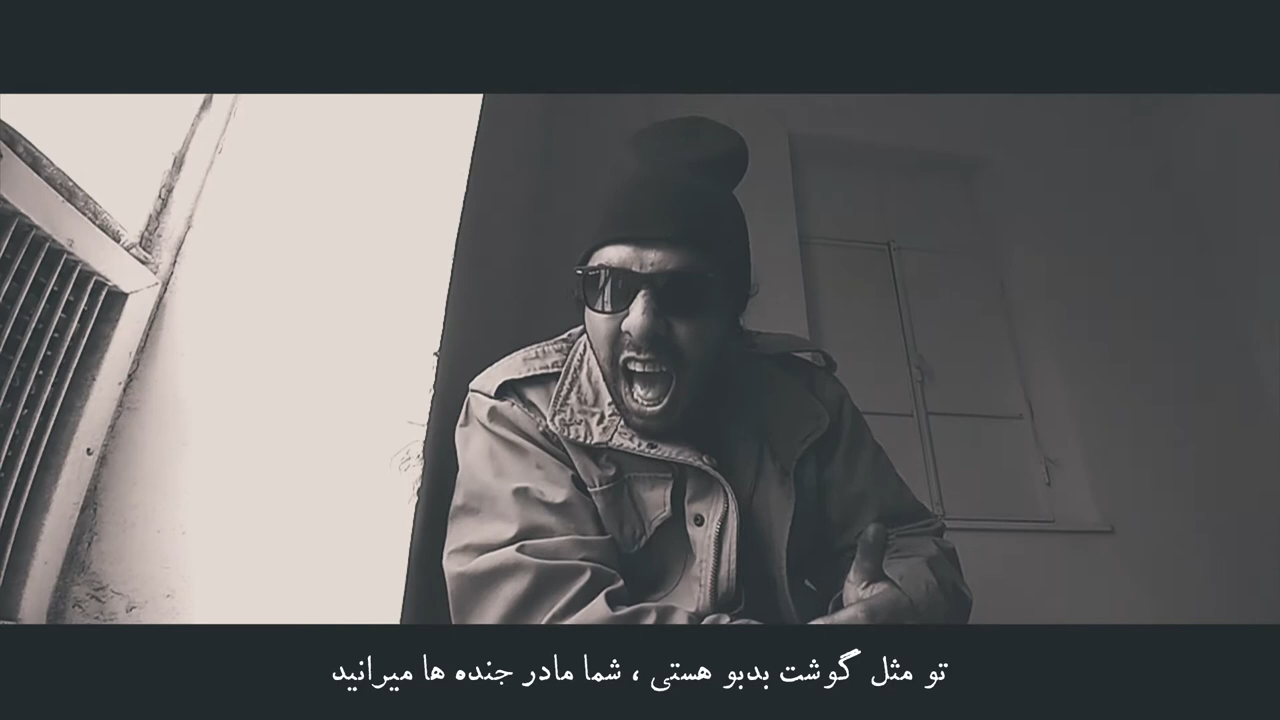 تو مثل گوشت بدبو هستی ، شما مادر جنده ها میرانید